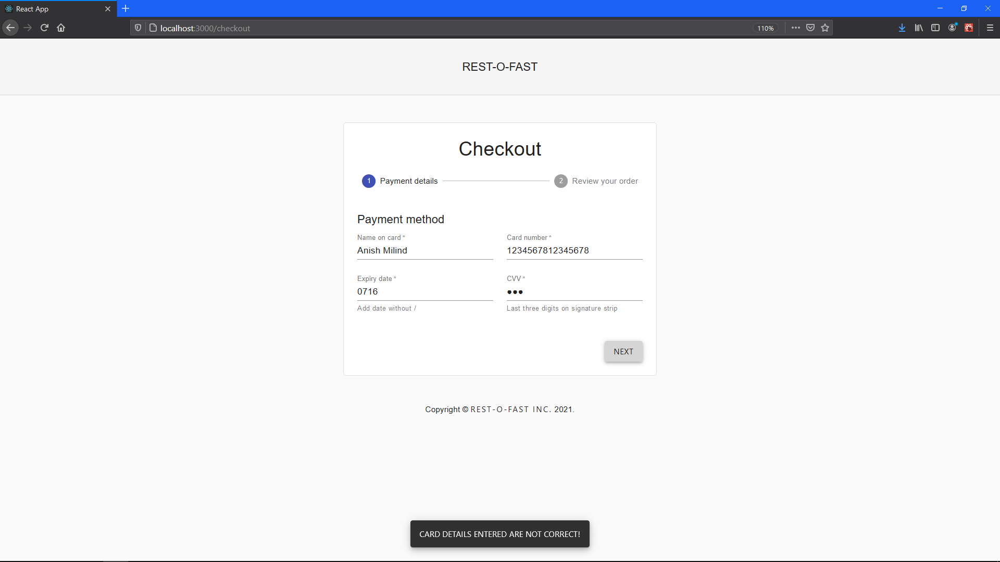 React App
localhost:3000/checkout
110%
REST-O-FAST
Checkout
1 Payment details
2 Review your order
Payment method
Name on card *
Card number *
Anish Milind
1234567812345678
Expiry date *
CVV *
0716
●●●
Add date without /
Last three digits on signature strip
NEXT
Copyright © REST-O-FAST INC. 2021.
CARD DETAILS ENTERED ARE NOT CORRECT!